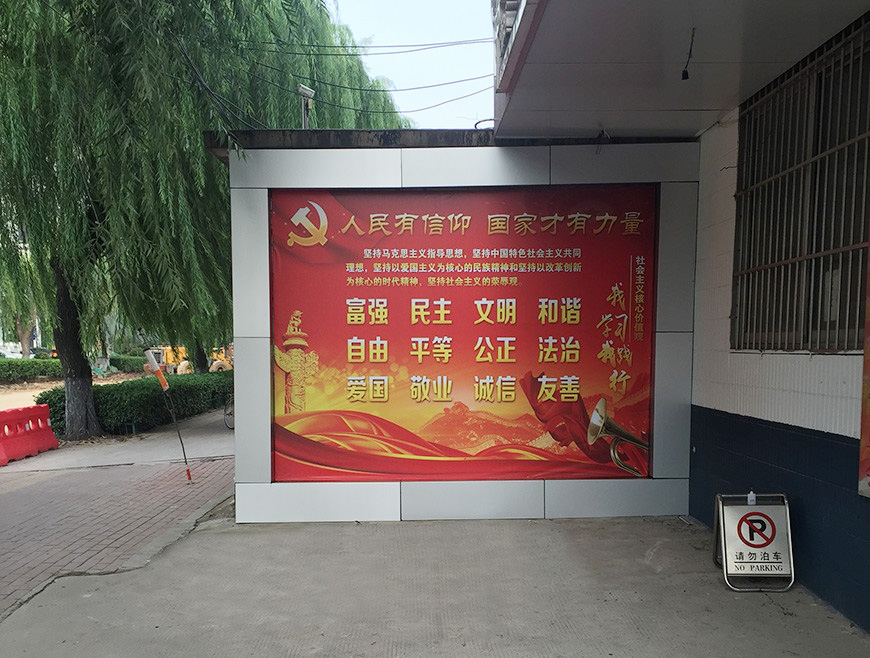 人民有信仰 国家才有力量
坚持马克思主义指导思想，坚持中国特色社会主义共同
理想，坚持以爱国主义为核心的民族精神和坚持以改革创新
为核心的时代精神，坚持社会主义的荣辱观。
富强 民主 文明 和谐
自由 平等 公正 法治
爱国 敬业 诚信 友善
社会主义核心价值观
我学习
我践行
P
请勿泊车
NO PARKING